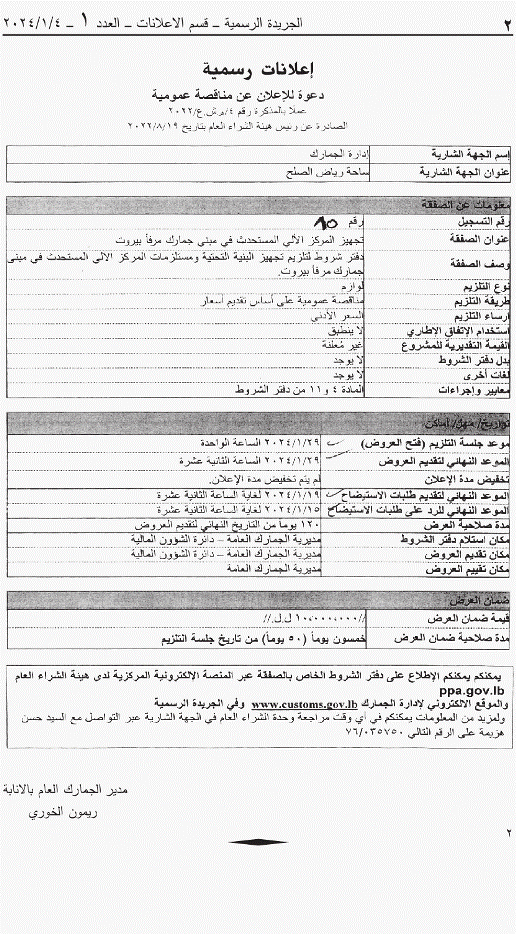 ٢ الجريدة الرسمية – قسم الاعلانات – العدد ١ – ٢٠٢٤/١/٤
إعلانات رسمية
دعوة للإعلان عن مناقصة عمومية
عملاً بالمذكرة رقم ٤/هـ.ش.ع/٢٠٢٢
الصادرة عن رئيس هيئة الشراء العام بتاريخ ٢٠٢٢/٨/١٩
إسم الجهة الشارية إدارة الجمارك
عنوان الجهة الشارية ساحة رياض الصلح
معلومات عن الصفقة
رقم التسجيل رقم
عنوان الصفقة تجهيز المركز الآلي المستحدث في مبنى جمارك مرفأ بيروت
وصف الصفقة دفتر شروط لتلزيم تجهيز البنية التحتية ومستلزمات المركز الآلي المحدث في مبنى
جمارك مرفأ بيروت.
نوع التلزيم لوازم
طريقة التلزيم مناقصة عمومية على أساس تقديم أسعار
إرساء التلزيم السعر الأدنى
استخدام الإتفاق الإطاري لا ينطبق
القيمة التقديرية للمشروع غير مُعلنة
بدل دفتر الشروط لا يوجد
لغات أخرى لا يوجد
معايير وإجراءات المادة ٤ و ١١ من دفتر الشروط
تواريخ/ مهل/ أماكن
موعد جلسة التلزيم (فتح العروض) ٢٠٢٤/١/٢٩ الساعة الواحدة
الموعد النهائي لتقديم العروض ٢٠٢٤/١/٢٩ الساعة الثانية عشرة
تخفيض مدة الإعلان لم يتم تخفيض مدة الإعلان.
الموعد النهائي لتقديم طلبات الاستيضاح ٢٠٢٤/١/١٩ لغاية الساعة الثانية عشرة
الموعد النهائي للرد على طلبات الاستيضاح ٢٠٢٤/١/١٥ لغاية الساعة الثانية عشرة
مدة صلاحية العرض ١٢٠ يوماً من التاريخ النهائي لتقديم العروض
مكان استلام دفتر الشروط مديرية الجمارك العامة – دائرة الشؤون المالية
مكان تقديم العروض مديرية الجمارك العامة – دائرة الشؤون المالية
مكان تقييم العروض مديرية الجمارك العامة
ضمان العرض
قيمة ضمان العرض ل.ل.//
مدة صلاحية ضمان العرض خمسون يوماً (٥٠ يوماً) من تاريخ جلسة التلزيم
يمكنكم يمكنكم الإطلاع على دفتر الشروط الخاص بالصفقة عبر المنصة الالكترونية المركزية لدى هيئة الشراء العام
ppa.gov.lb
والموقع الالكتروني لإدارة الجمارك www.customs.gov.lb وفي الجريدة الرسمية
ولمزيد من المعلومات يمكنكم في أي وقت مراجعة وحدة الشراء العام في الجهة الشارية عبر التواصل مع السيد حسن
هزيمة على الرقم التالي ٧٦/٠٣٥٧٥٠
مدير الجمارك العام بالانابة
ريمون الخوري
٢